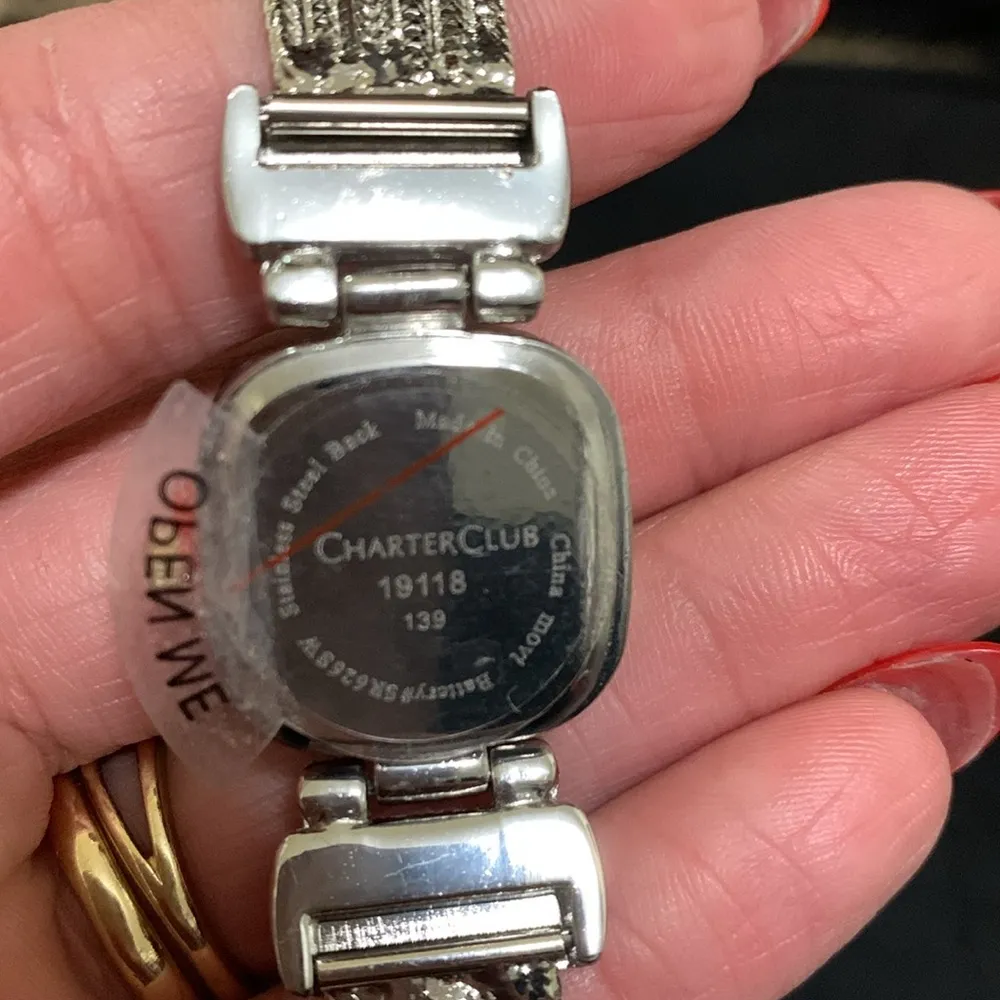 Stainless Steel Back
Made in China
CHARTERCLUB
19118
139
China movt
Battery#SR626SW
OPEN ME